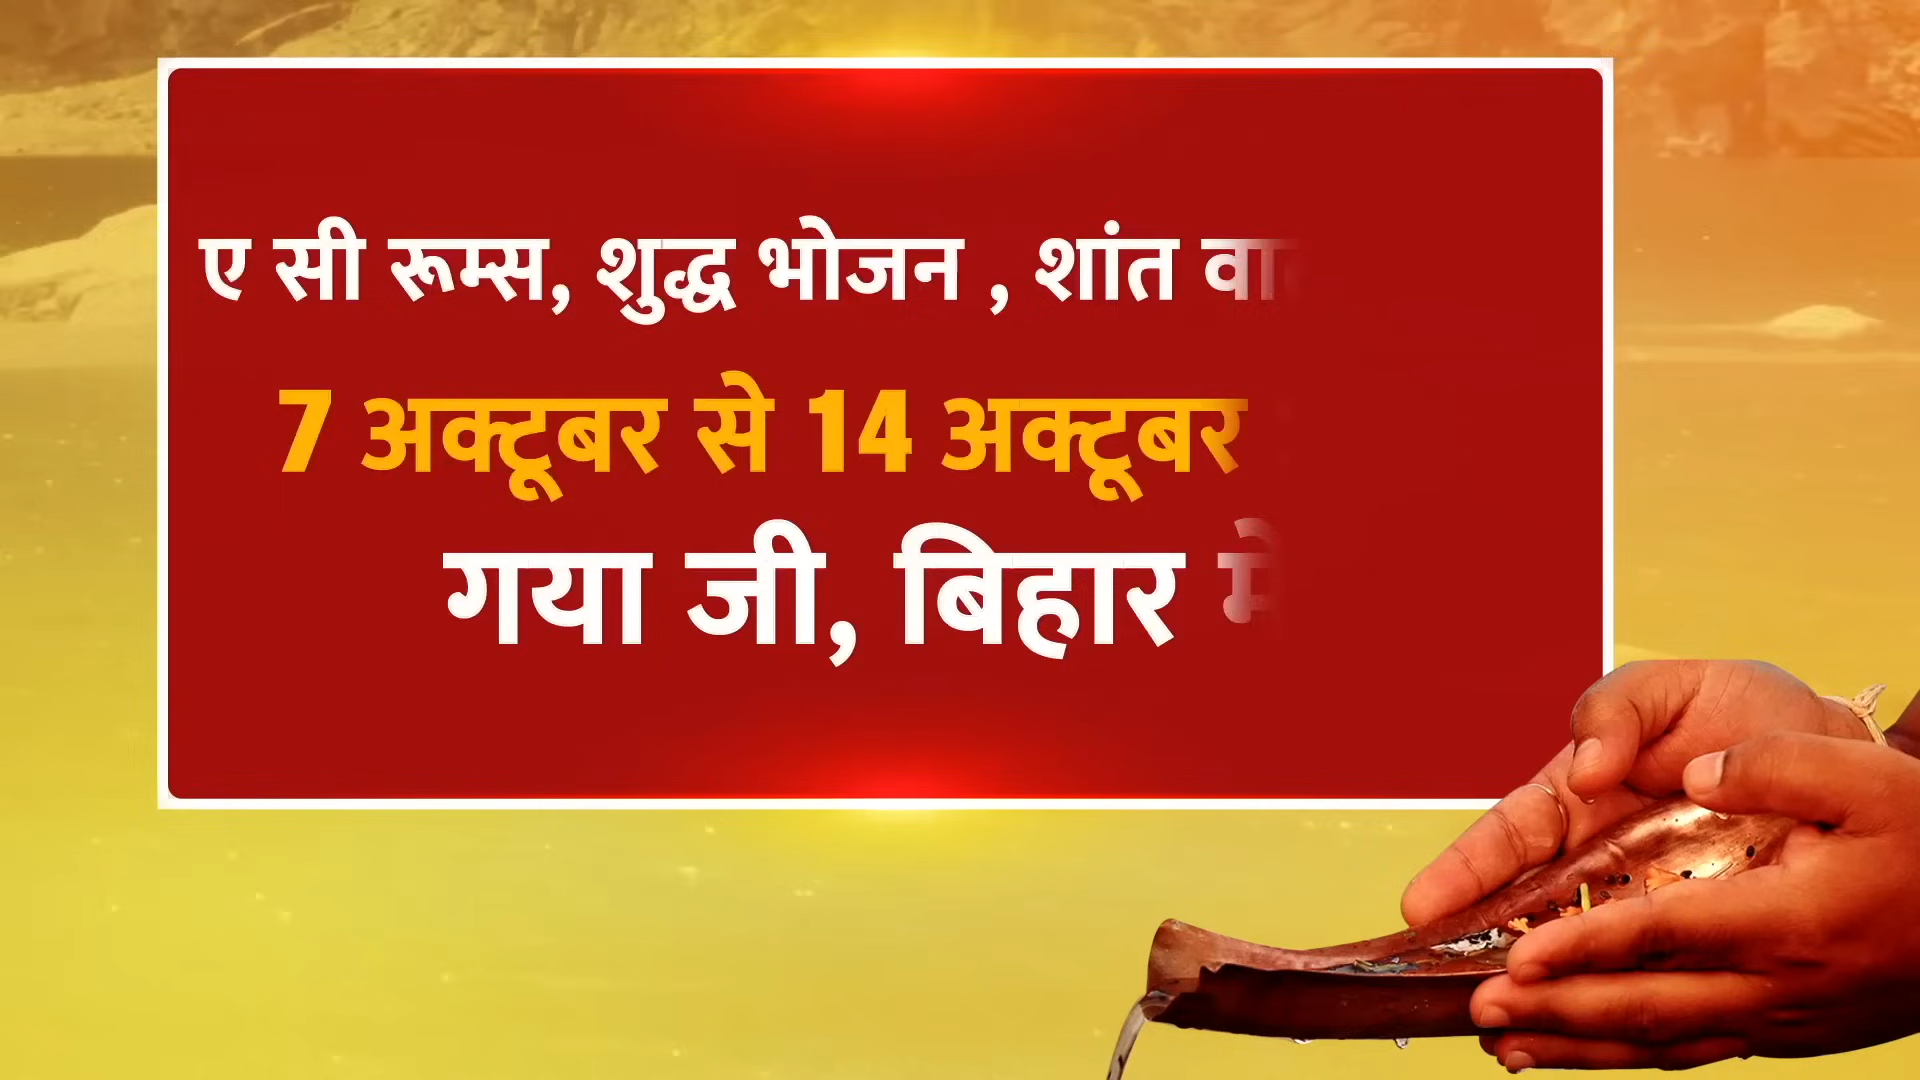 ए सी रूम्स, शुद्ध भोजन , शांत
7 अक्टूबर से 14 अक्टूबर
गया जी, बिहार में